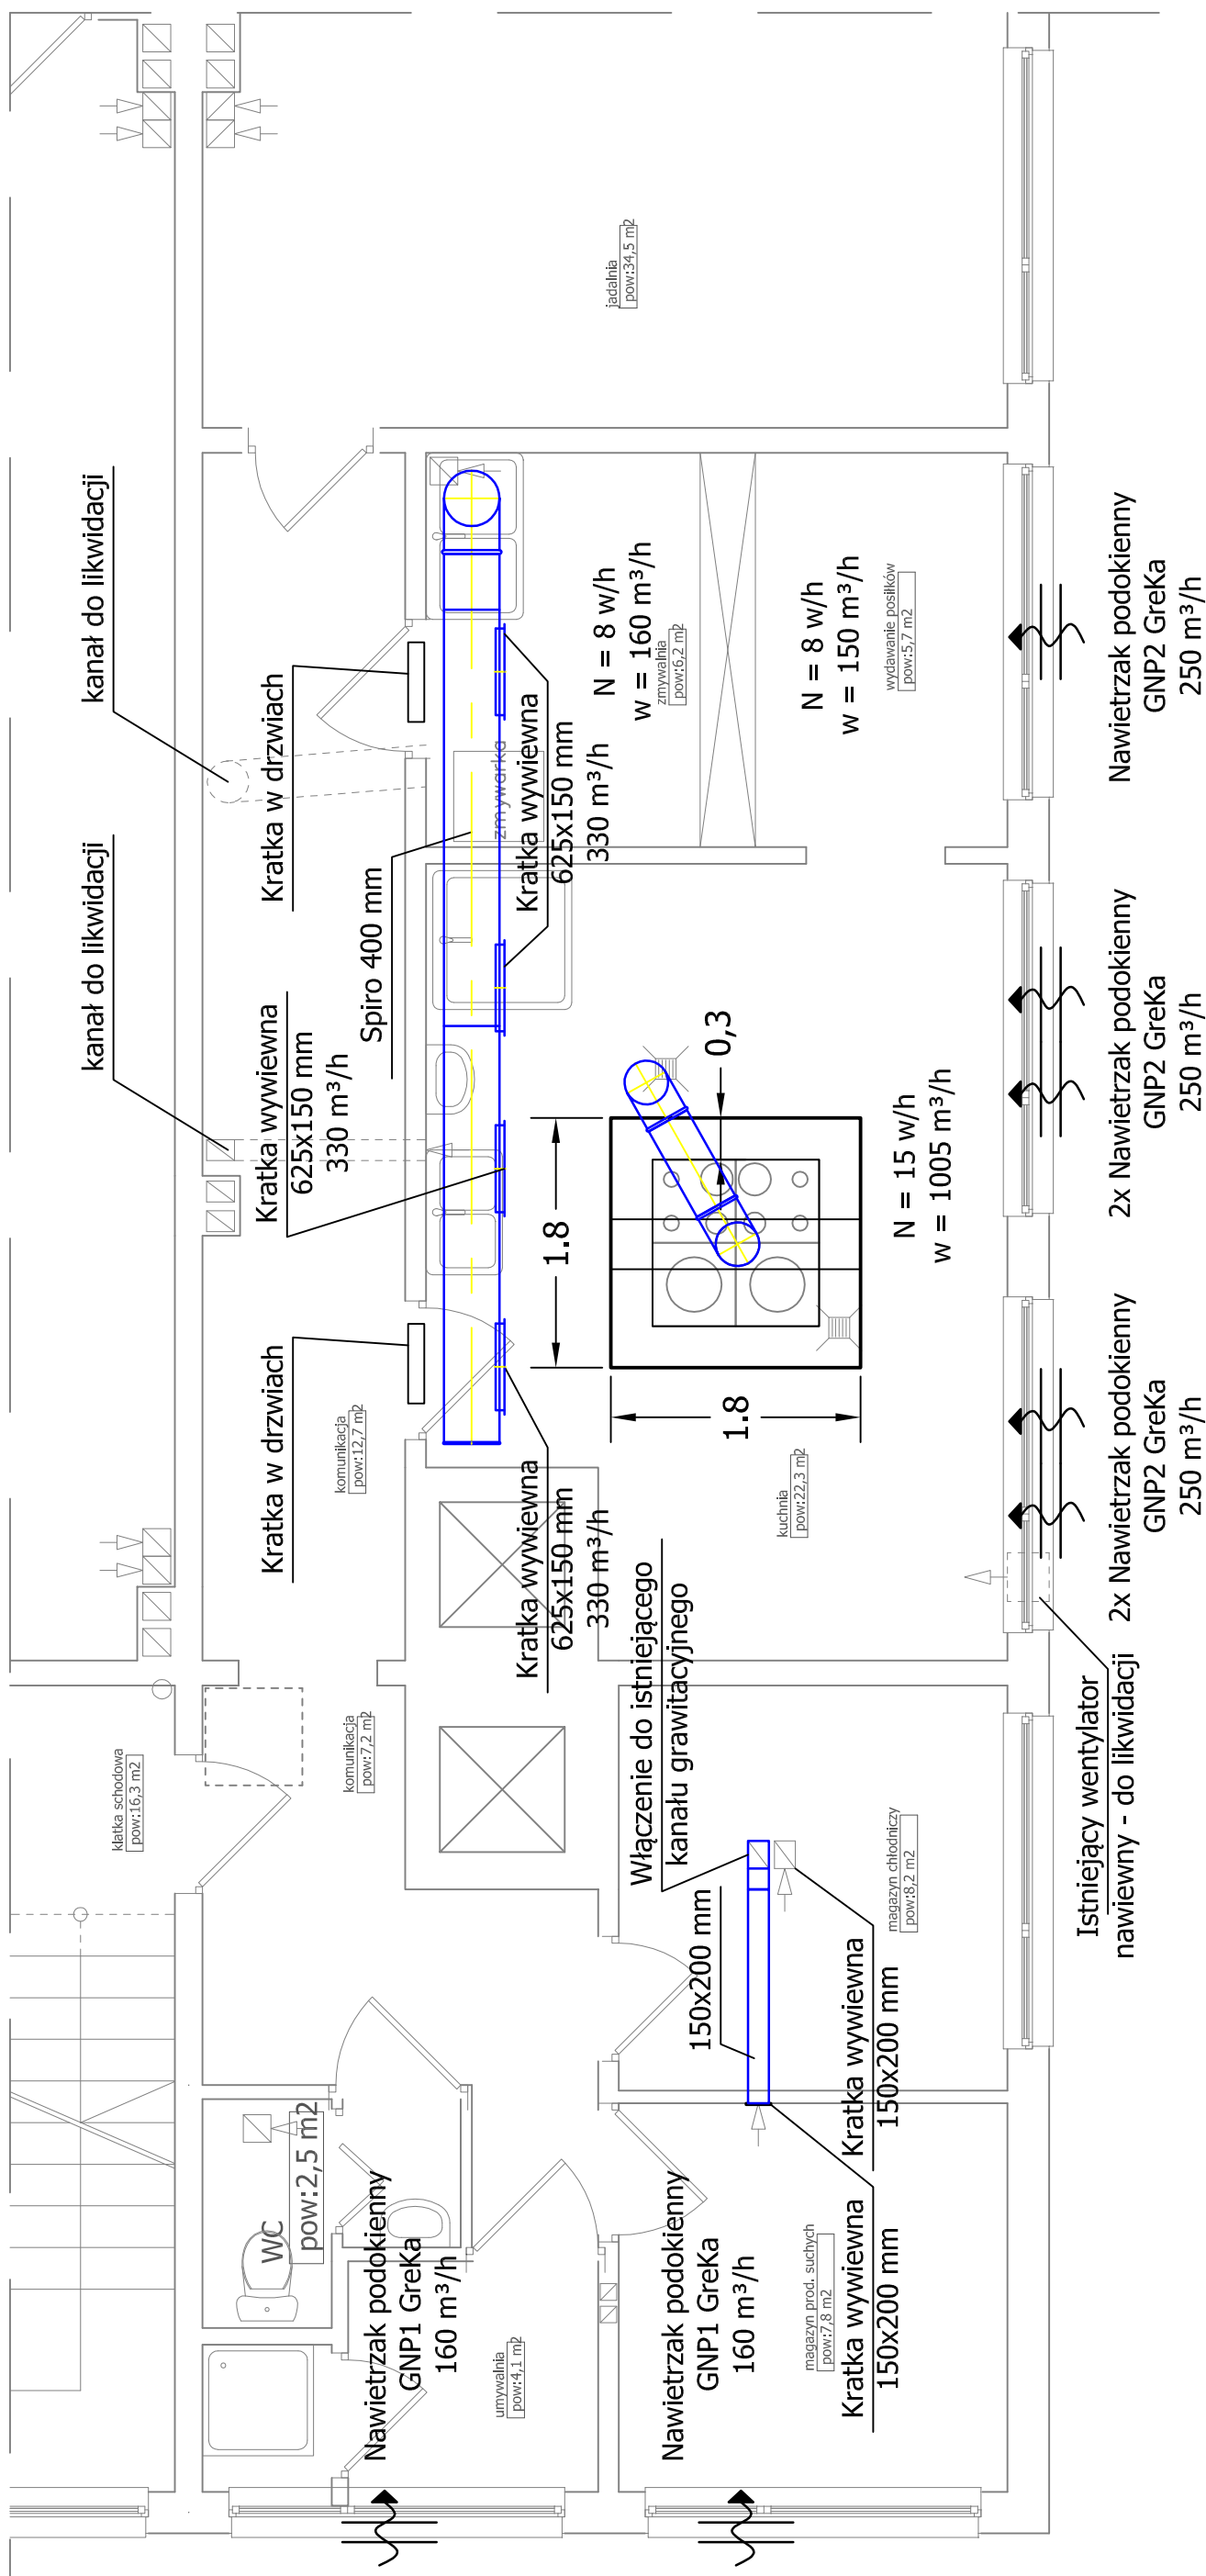 kanał do likwidacji
kanał do likwidacji
Kratka w drzwiach
Kratka w drzwiach
Spiro 400 mm
Kratka wywiewna
625x150 mm
330 m³/h
Kratka wywiewna
625x150 mm
330 m³/h
Kratka wywiewna
625x150 mm
330 m³/h
zmywarka
jadalnia
pow:34,5 m2
N = 8 w/h
w = 160 m³/h
zmywalnia
pow:6,2 m2
N = 8 w/h
w = 150 m³/h
wydawanie posiłków
pow:5,7 m2
0,3
1.8
1.8
N = 15 w/h
w = 1005 m³/h
kuchnia
pow:22,3 m2
komunikacja
pow:12,7 m2
komunikacja
pow:7,2 m2
klatka schodowa
pow:16,3 m2
Włączenie do istniejącego
kanału grawitacyjnego
150x200 mm
magazyn chłodniczy
pow:8,2 m2
Kratka wywiewna
150x200 mm
Kratka wywiewna
150x200 mm
magazyn prod. suchych
pow:7,8 m2
WC
pow:2,5 m2
umywalnia
pow:4,1 m2
Nawietrzak podokienny
GNP1 GreKa
160 m³/h
Nawietrzak podokienny
GNP1 GreKa
160 m³/h
Istniejący wentylator
nawiewny - do likwidacji
2x Nawietrzak podokienny
GNP2 GreKa
250 m³/h
2x Nawietrzak podokienny
GNP2 GreKa
250 m³/h
Nawietrzak podokienny
GNP2 GreKa
250 m³/h